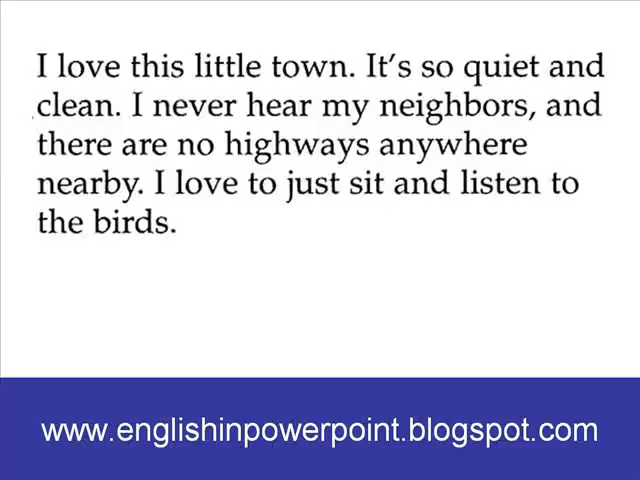 I love this little town. It's so quiet and
clean. I never hear my neighbors, and
there are no highways anywhere
nearby. I love to just sit and listen to
the birds.
www.englishinpowerpoint.blogspot.com